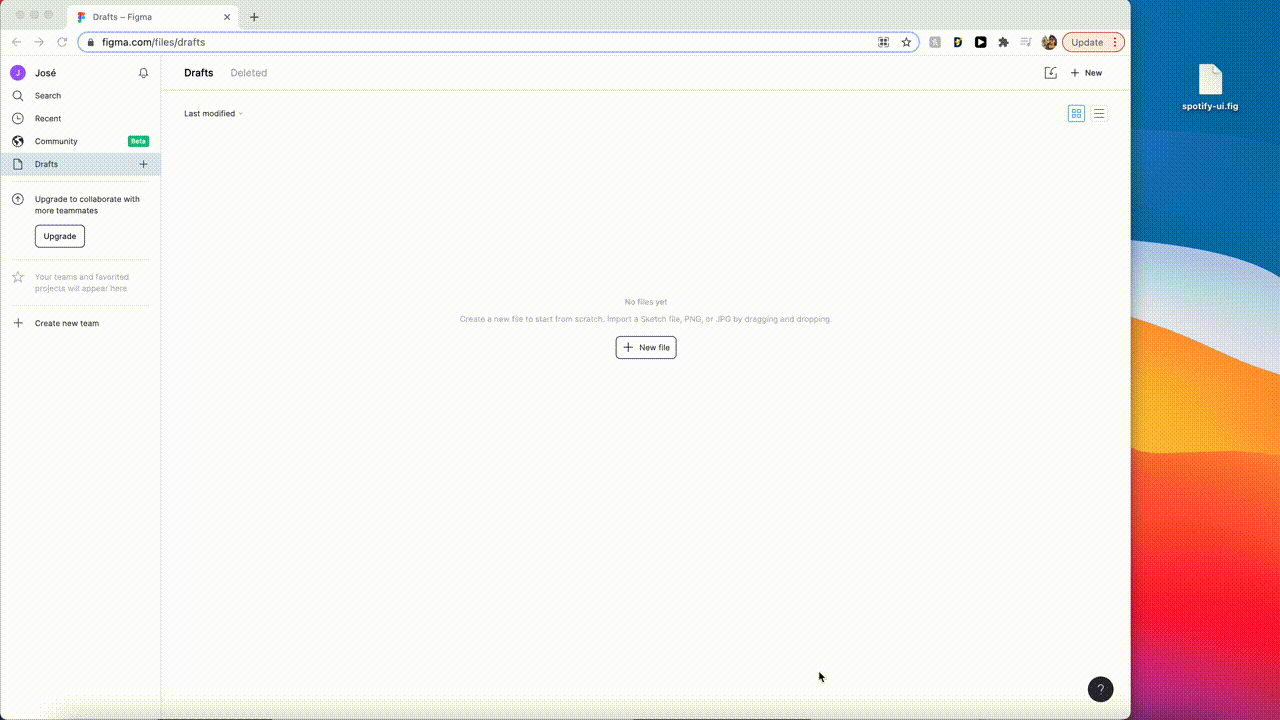 Drafts – Figma
figma.com/files/drafts
Update
J
José
Search
Recent
Community
Beta
Drafts
Upgrade to collaborate with
more teammates
Upgrade
Your teams and favorited
projects will appear here
Create new team
Drafts
Deleted
New
Last modified
No files yet
Create a new file to start from scratch. Import a Sketch file, PNG, or JPG by dragging and dropping.
New file
?
spotify-ui.fig